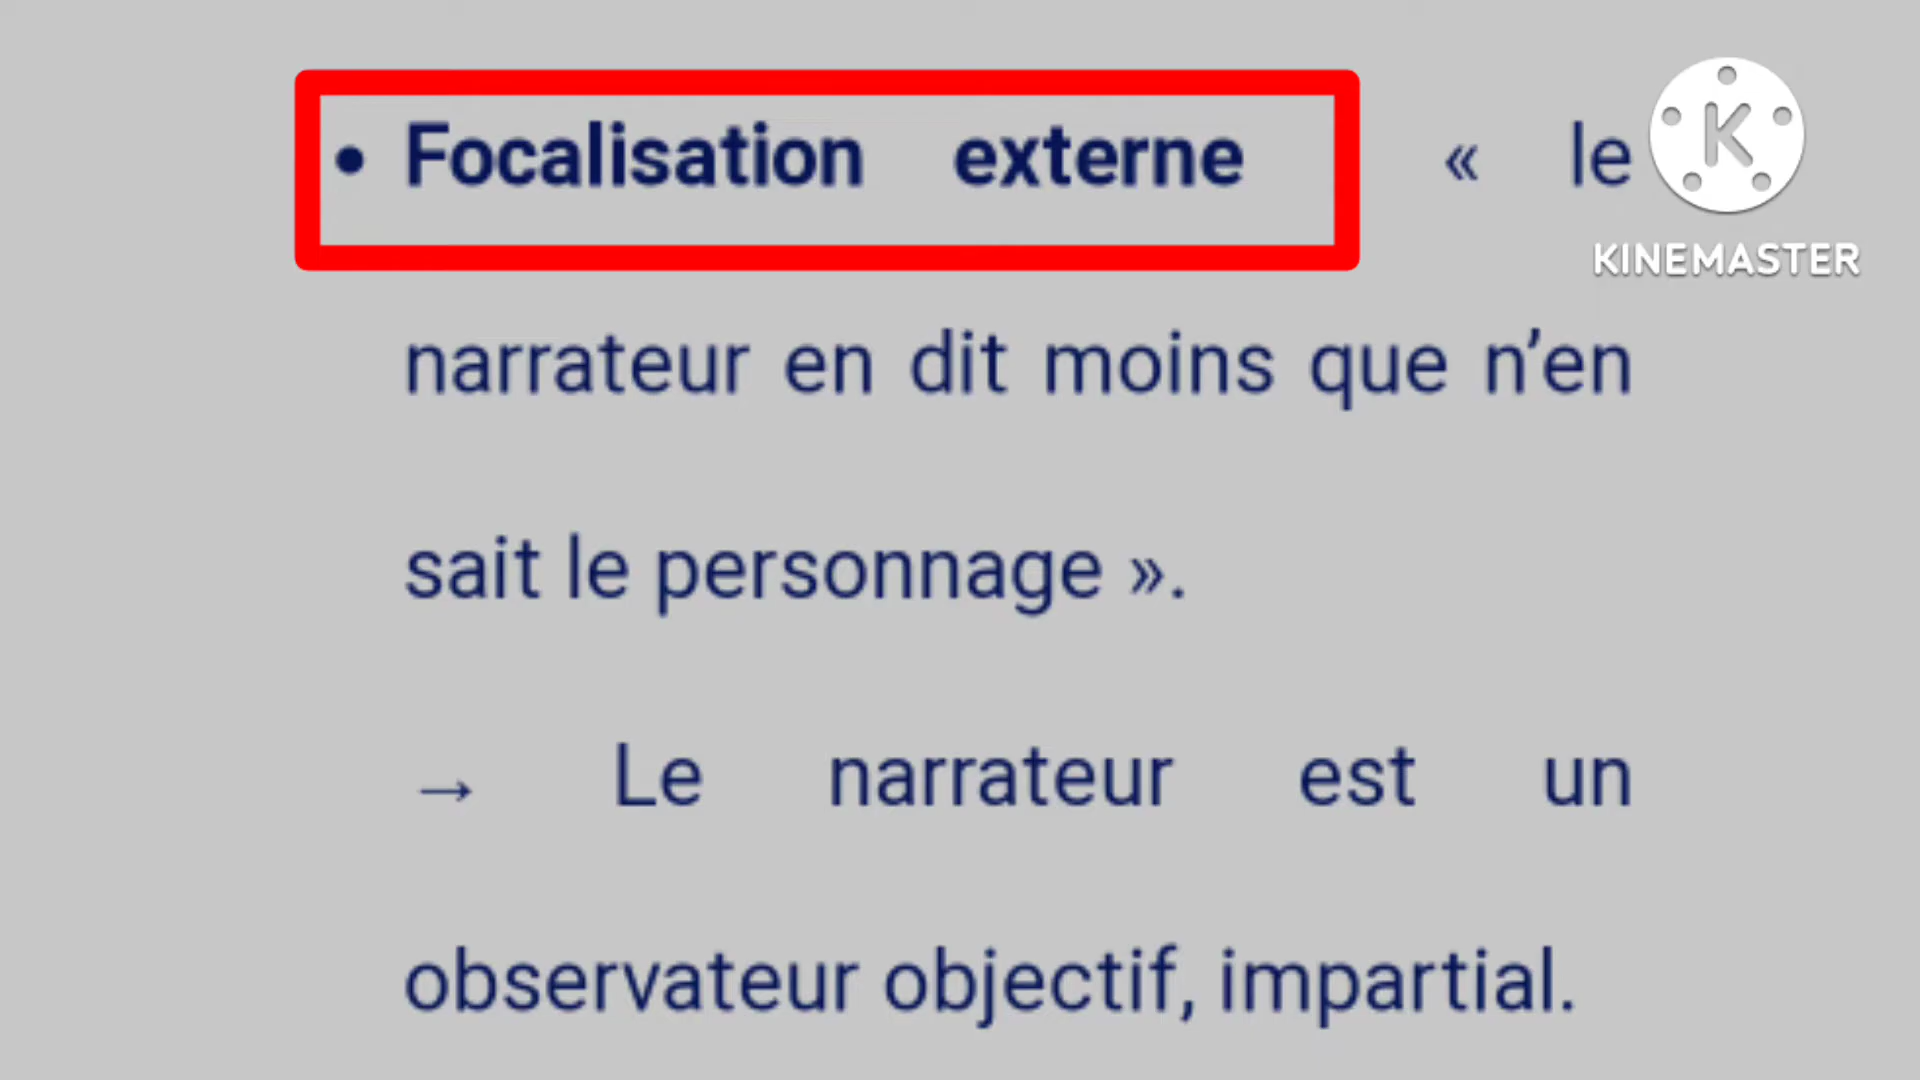 • Focalisation externe « le
KINEMASTER
narrateur en dit moins que n’en
sait le personnage ».
→ Le narrateur est un
observateur objectif, impartial.